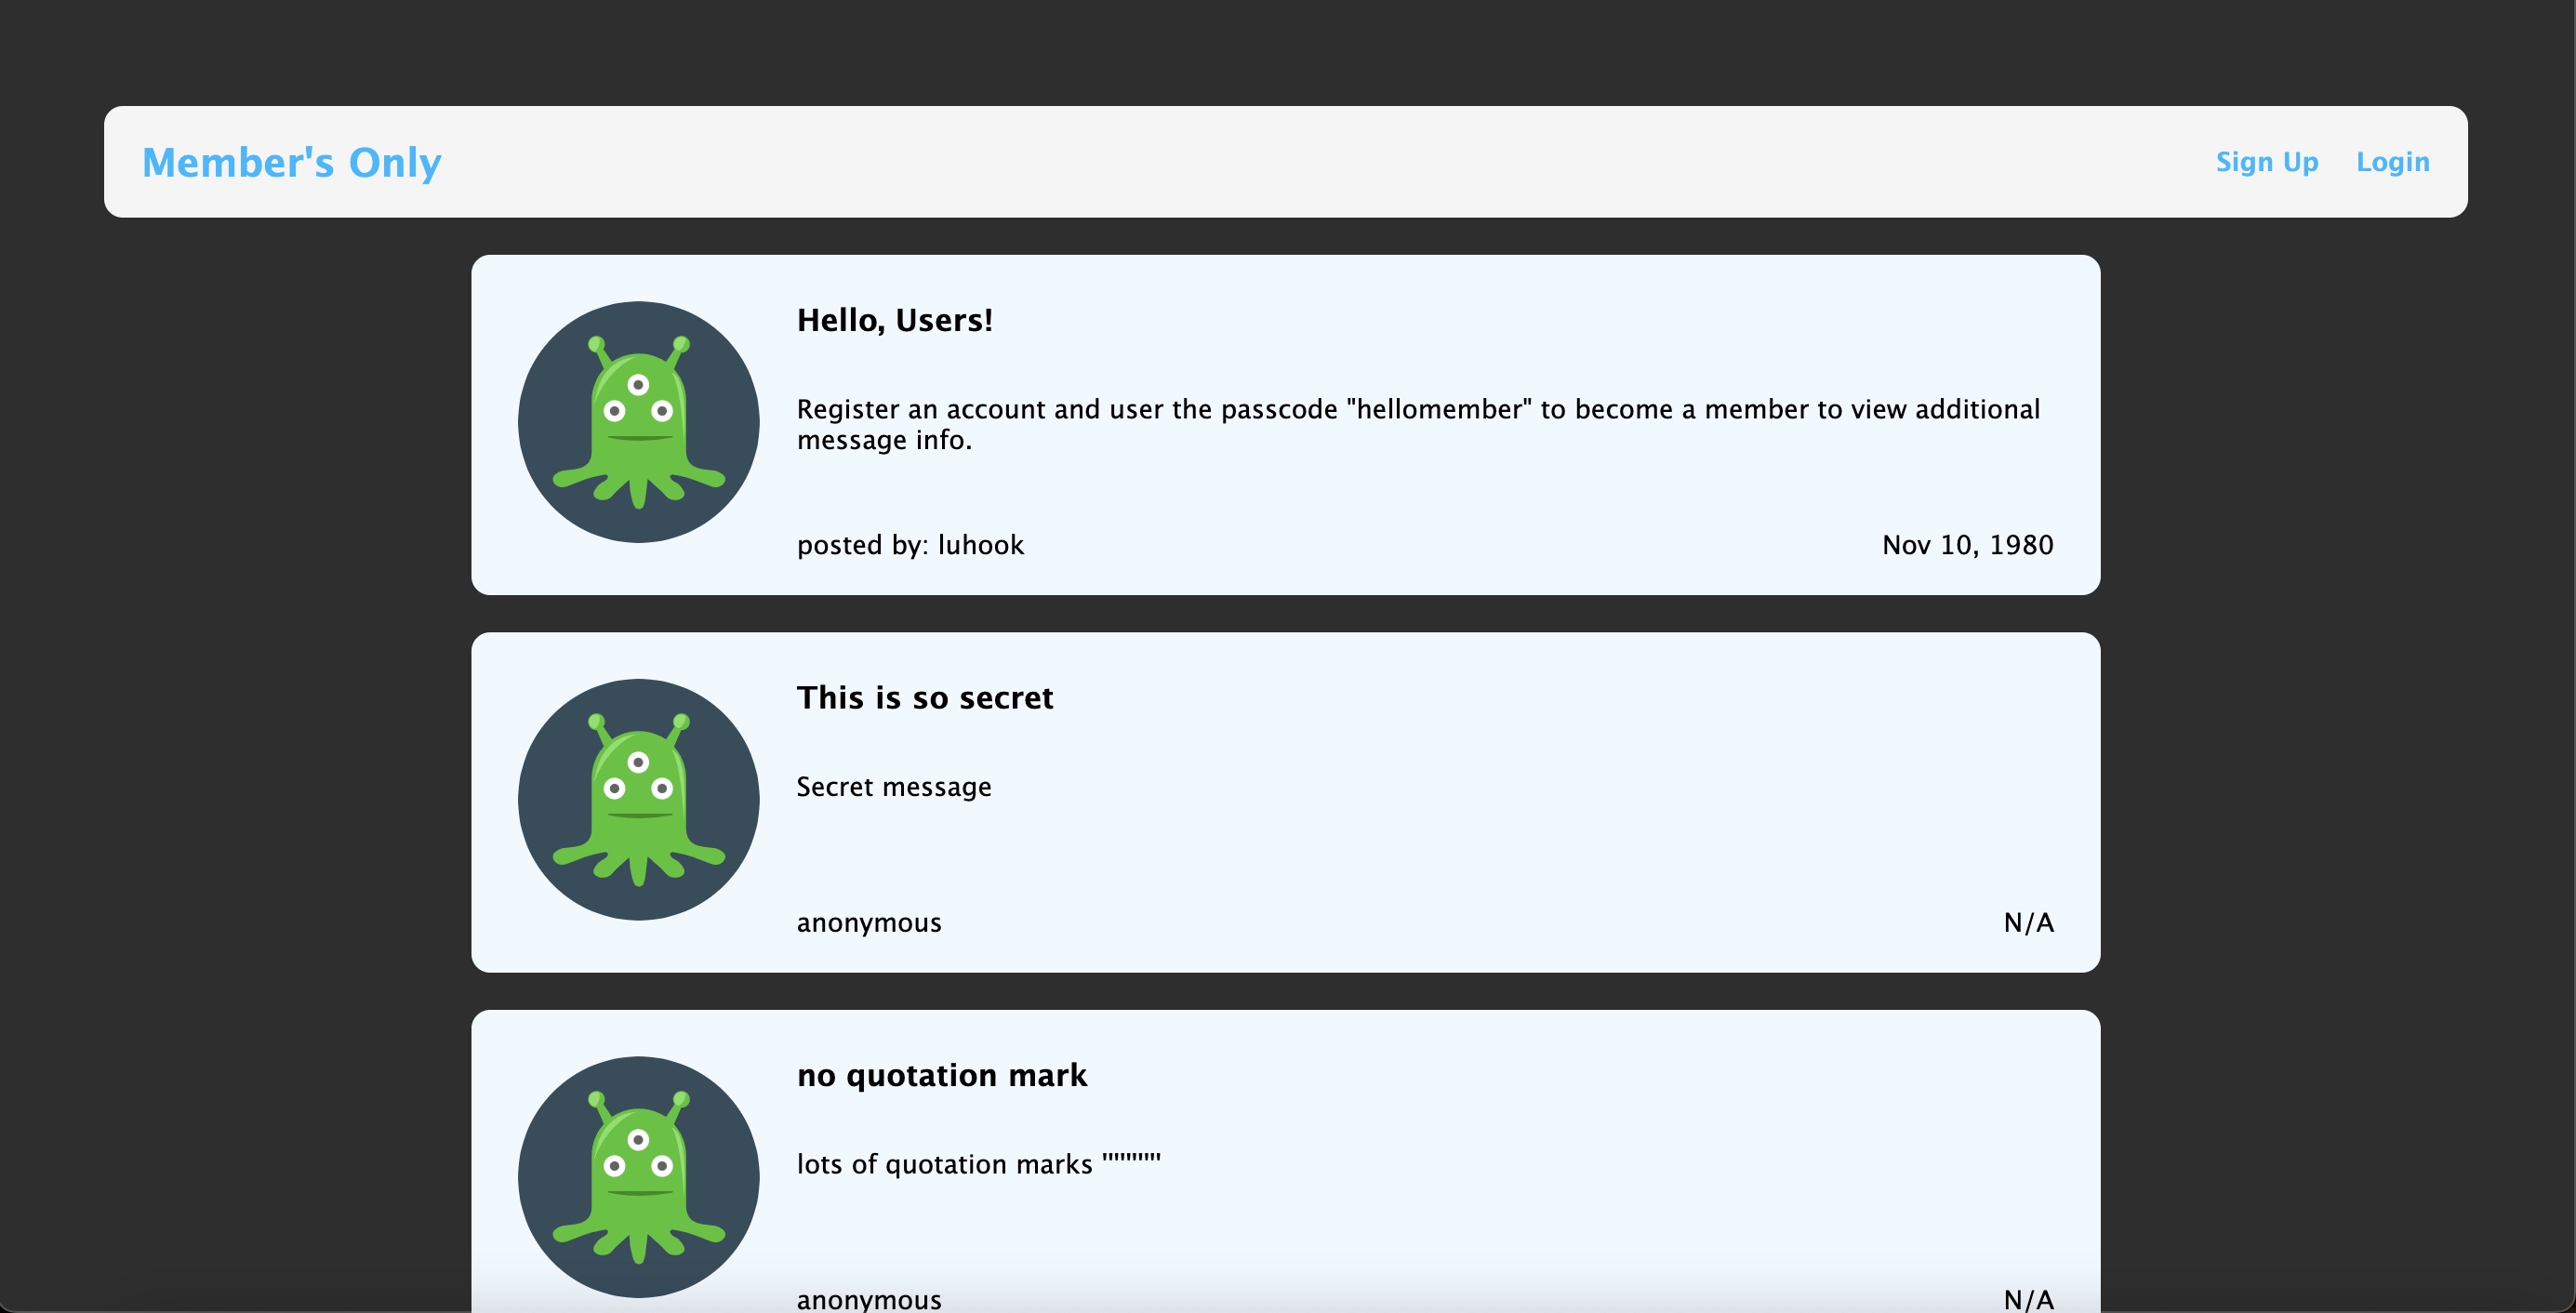 Member's Only
Sign Up Login
Hello, Users!
Register an account and user the passcode "hellomember" to become a member to view additional
message info.
posted by: luhook Nov 10, 1980
This is so secret
Secret message
anonymous N/A
no quotation mark
lots of quotation marks """""
anonymous N/A